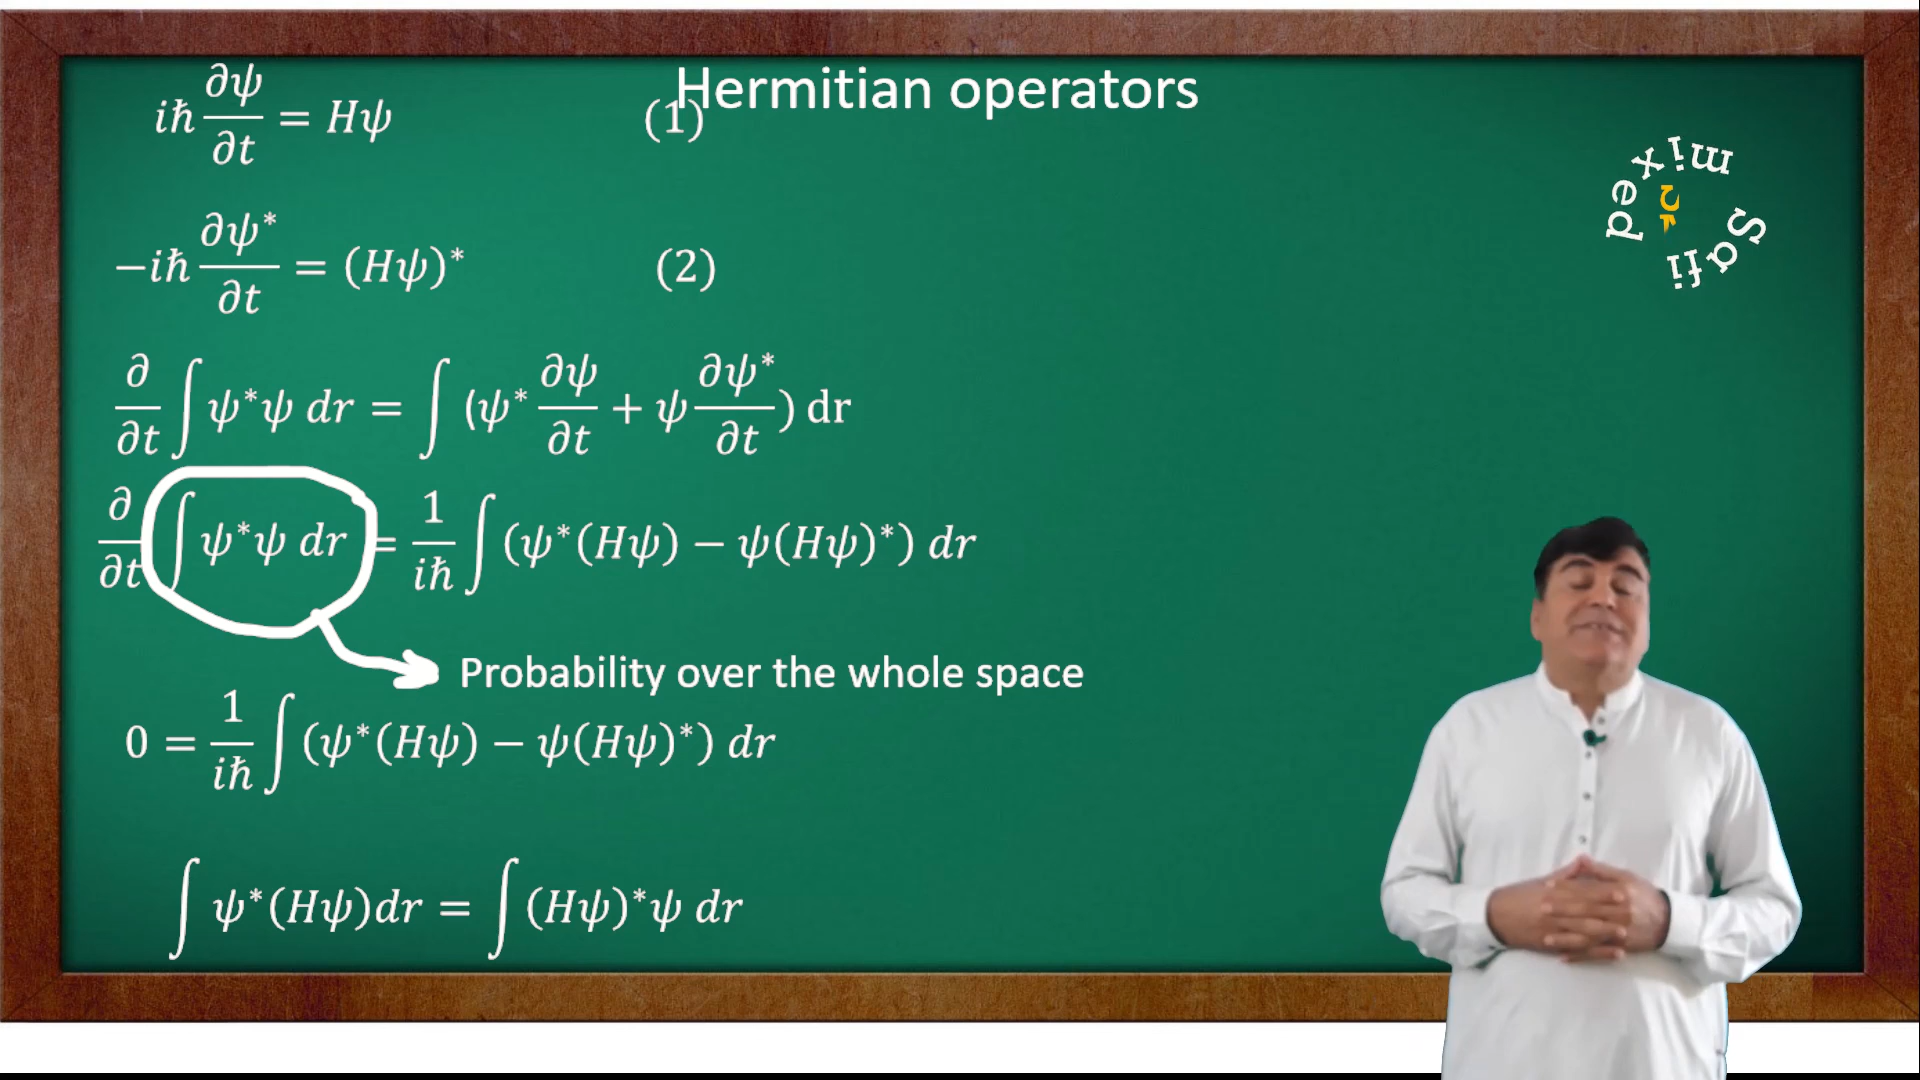 Hermitian operators
iℏ ∂ψ/∂t = Hψ (1)
−iℏ ∂ψ*/∂t = (Hψ)* (2)
∂/∂t ∫ ψ*ψ dr = ∫ (ψ* ∂ψ/∂t + ψ ∂ψ*/∂t) dr
∂/∂t ∫ ψ*ψ dr = 1/iℏ ∫ (ψ*(Hψ) − ψ(Hψ)*) dr
Probability over the whole space
0 = 1/iℏ ∫ (ψ*(Hψ) − ψ(Hψ)*) dr
∫ ψ*(Hψ)dr = ∫ (Hψ)*ψ dr
Safi mixed